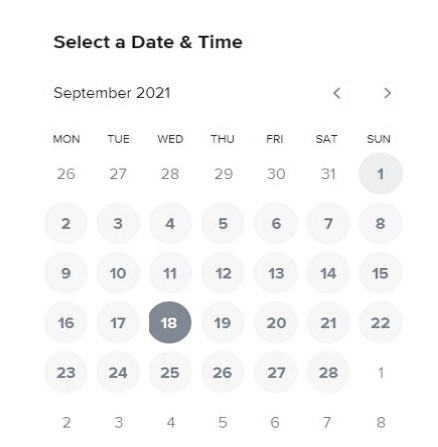 Select a Date & Time
September 2021
MON TUE WED THU FRI SAT SUN
26 27 28 29 30 31 1
2 3 4 5 6 7 8
9 10 11 12 13 14 15
16 17 18 19 20 21 22
23 24 25 26 27 28 1
2 3 4 5 6 7 8